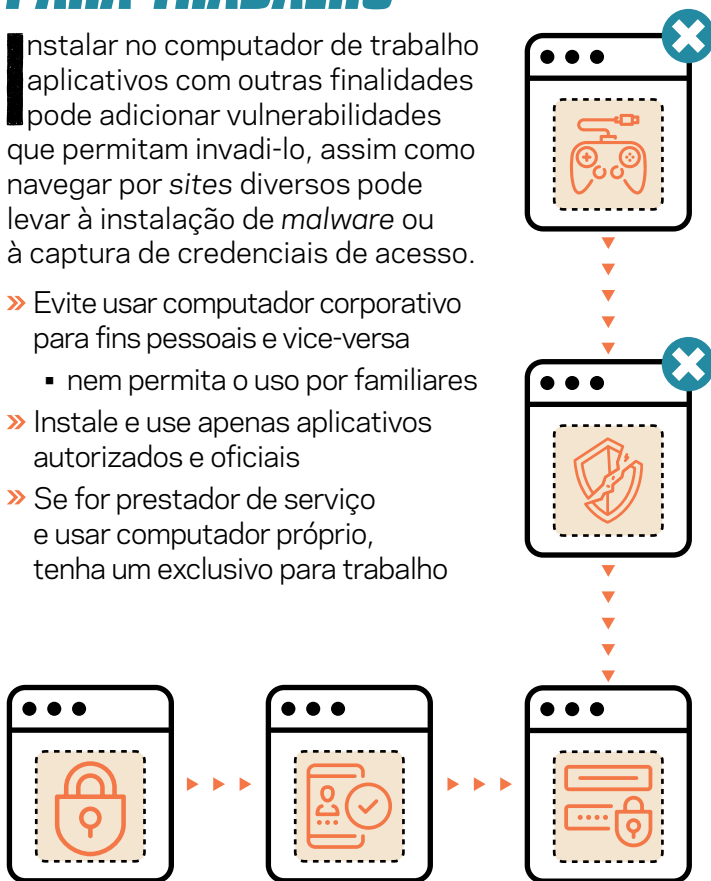 PARA TRABALHO
Instalar no computador de trabalho
aplicativos com outras finalidades
pode adicionar vulnerabilidades
que permitam invadi-lo, assim como
navegar por sites diversos pode
levar à instalação de malware ou
à captura de credenciais de acesso.
» Evite usar computador corporativo
para fins pessoais e vice-versa
▪ nem permita o uso por familiares
» Instale e use apenas aplicativos
autorizados e oficiais
» Se for prestador de serviço
e usar computador próprio,
tenha um exclusivo para trabalho